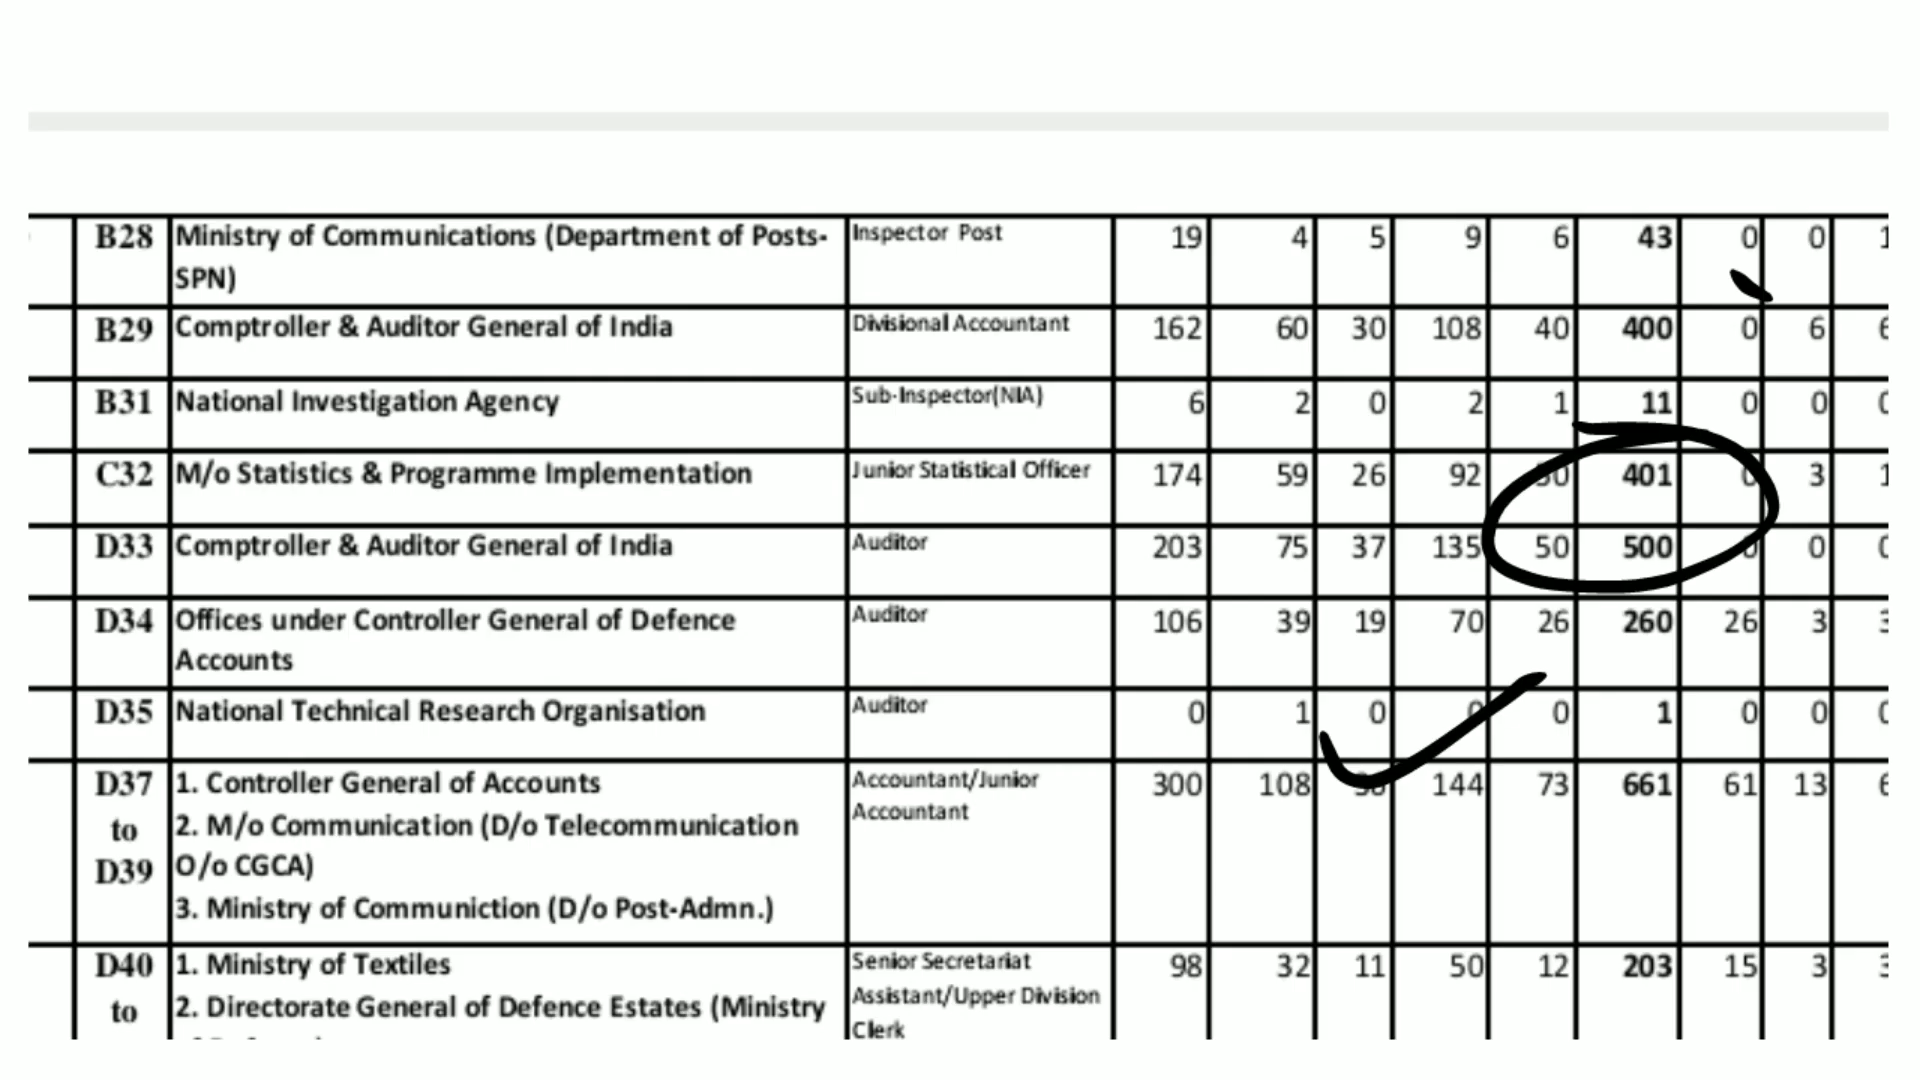 B28 Ministry of Communications (Department of Posts- Inspector Post 19 4 5 9 6 43 0 0 1
SPN)
B29 Comptroller & Auditor General of India Divisional Accountant 162 60 30 108 40 400 0 6
B31 National Investigation Agency Sub-Inspector(NIA) 6 2 0 2 1 11 0 0
C32 M/o Statistics & Programme Implementation Junior Statistical Officer 174 59 26 92 401 3 1
D33 Comptroller & Auditor General of India Auditor 203 75 37 135 50 500 0
D34 Offices under Controller General of Defence Auditor 106 39 19 70 26 260 26 3
Accounts
D35 National Technical Research Organisation Auditor 0 1 0 0 0 1 0 0
D37 1. Controller General of Accounts Accountant/Junior 300 108 144 73 661 61 13
to 2. M/o Communication (D/o Telecommunication Accountant
D39 O/o CGCA)
3. Ministry of Communiction (D/o Post-Admn.)
D40 1. Ministry of Textiles Senior Secretariat 98 32 11 50 12 203 15 3
to 2. Directorate General of Defence Estates (Ministry Assistant/Upper Division
Clerk